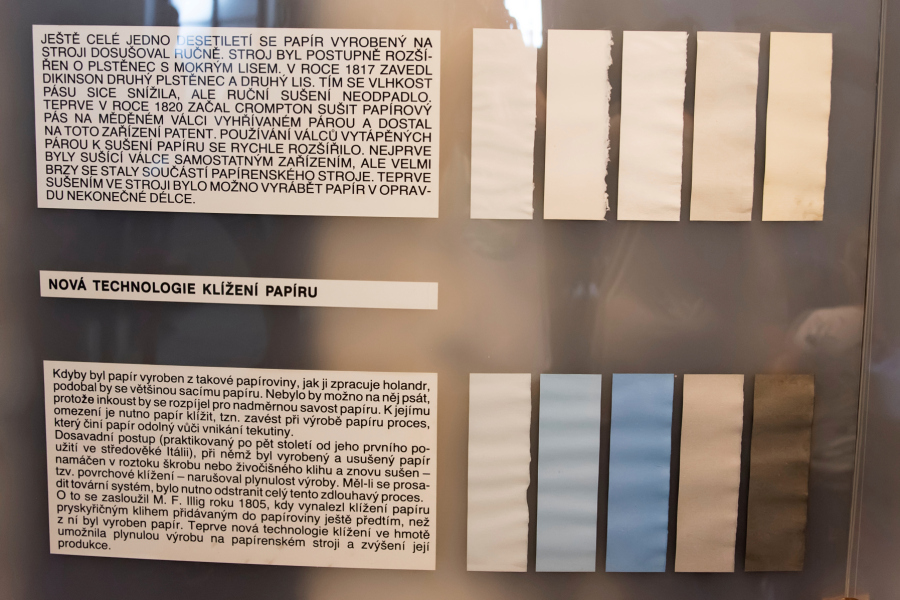 JEŠTĚ CELÉ JEDNO DESETILETÍ SE PAPÍR VYROBENÝ NA
STROJI DOSUŠOVAL RUČNĚ. STROJ BYL POSTUPNĚ ROZŠÍ-
ŘEN O PLSTĚNEC S MOKRÝM LISEM. V ROCE 1817 ZAVEDL
DIKINSON DRUHÝ PLSTĚNEC A DRUHÝ LIS. TÍM SE VLHKOST
PÁSU SICE SNÍŽILA, ALE RUČNÍ SUŠENÍ NEODPADLO.
TEPRVE V ROCE 1820 ZAČAL CROMPTON SUŠIT PAPÍROVÝ
PÁS NA MĚDĚNÉM VÁLCI VYHŘÍVANÉM PÁROU A DOSTAL
NA TOTO ZAŘÍZENÍ PATENT. POUŽÍVÁNÍ VÁLCŮ VYTÁPĚNÝCH
PÁROU K SUŠENÍ PAPÍRU SE RYCHLE ROZŠÍŘILO. NEJPRVE
BYLY SUŠÍCÍ VÁLCE SAMOSTATNÝM ZAŘÍZENÍM, ALE VELMI
BRZY SE STALY SOUČÁSTÍ PAPÍRENSKÉHO STROJE. TEPRVE
SUŠENÍM VE STROJI BYLO MOŽNO VYRÁBĚT PAPÍR V OPRAV-
DU NEKONEČNÉ DÉLCE.
NOVÁ TECHNOLOGIE KLÍŽENÍ PAPÍRU
Kdyby byl papír vyroben z takové papíroviny, jak ji zpracuje holandr,
podobal by se většinou sacímu papíru. Nebylo by možno na něj psát,
protože inkoust by se rozpíjel pro nadměrnou savost papíru. K jejímu
omezení je nutno papír klížit, tzn. zavést při výrobě papíru proces,
který činí papír odolný vůči vnikání tekutiny.
Dosavadní postup (praktikovaný po pět století od jeho prvního po-
užití ve středověké Itálii), při němž byl vyrobený a usušený papír
namáčen v roztoku škrobu nebo živočišného klihu a znovu sušen –
tzv. povrchové klížení – narušoval plynulost výroby. Měl-li se prosa-
dit tovární systém, bylo nutno odstranit celý tento zdlouhavý proces.
O to se zasloužil M. F. Illig roku 1805, kdy vynalezl klížení papíru
pryskyřičným klihem přidávaným do papíroviny ještě předtím, než
z ní byl vyroben papír. Teprve nová technologie klížení ve hmotě
umožnila plynulou výrobu na papírenském stroji a zvýšení její
produkce.